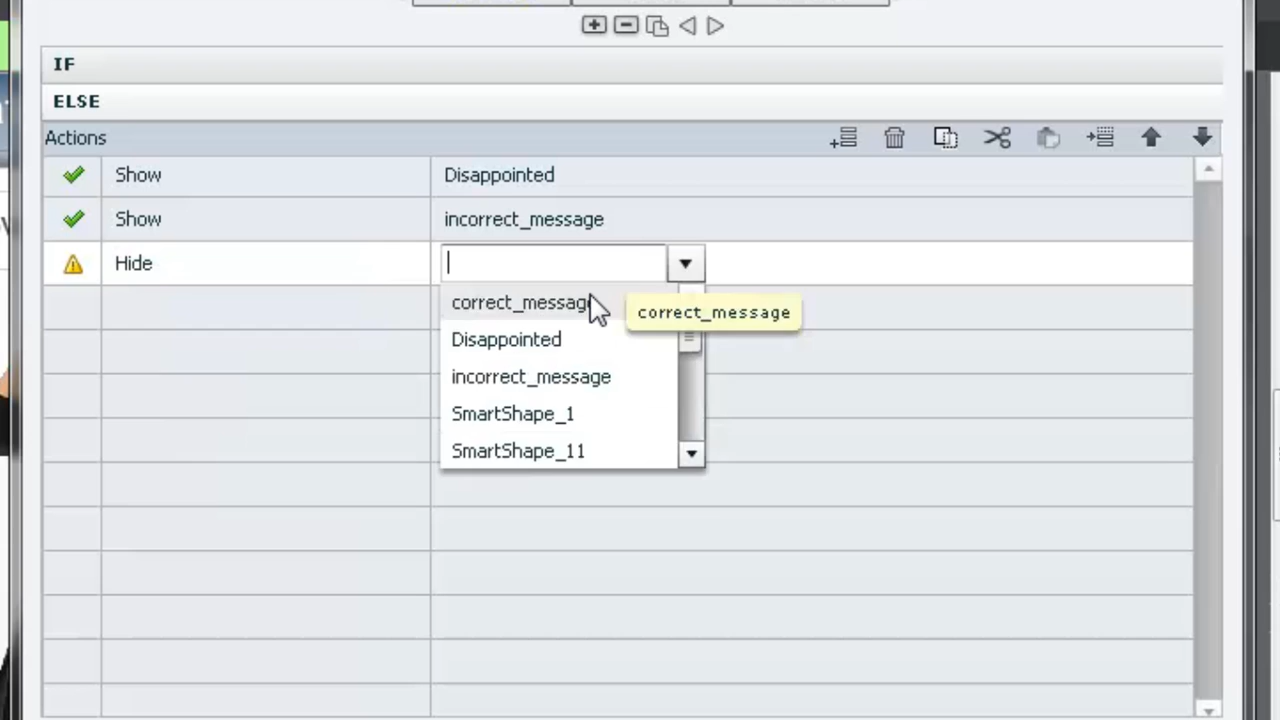 IF
ELSE
Actions
Show Disappointed
Show incorrect_message
Hide
correct_message
correct_message
Disappointed
incorrect_message
SmartShape_1
SmartShape_11